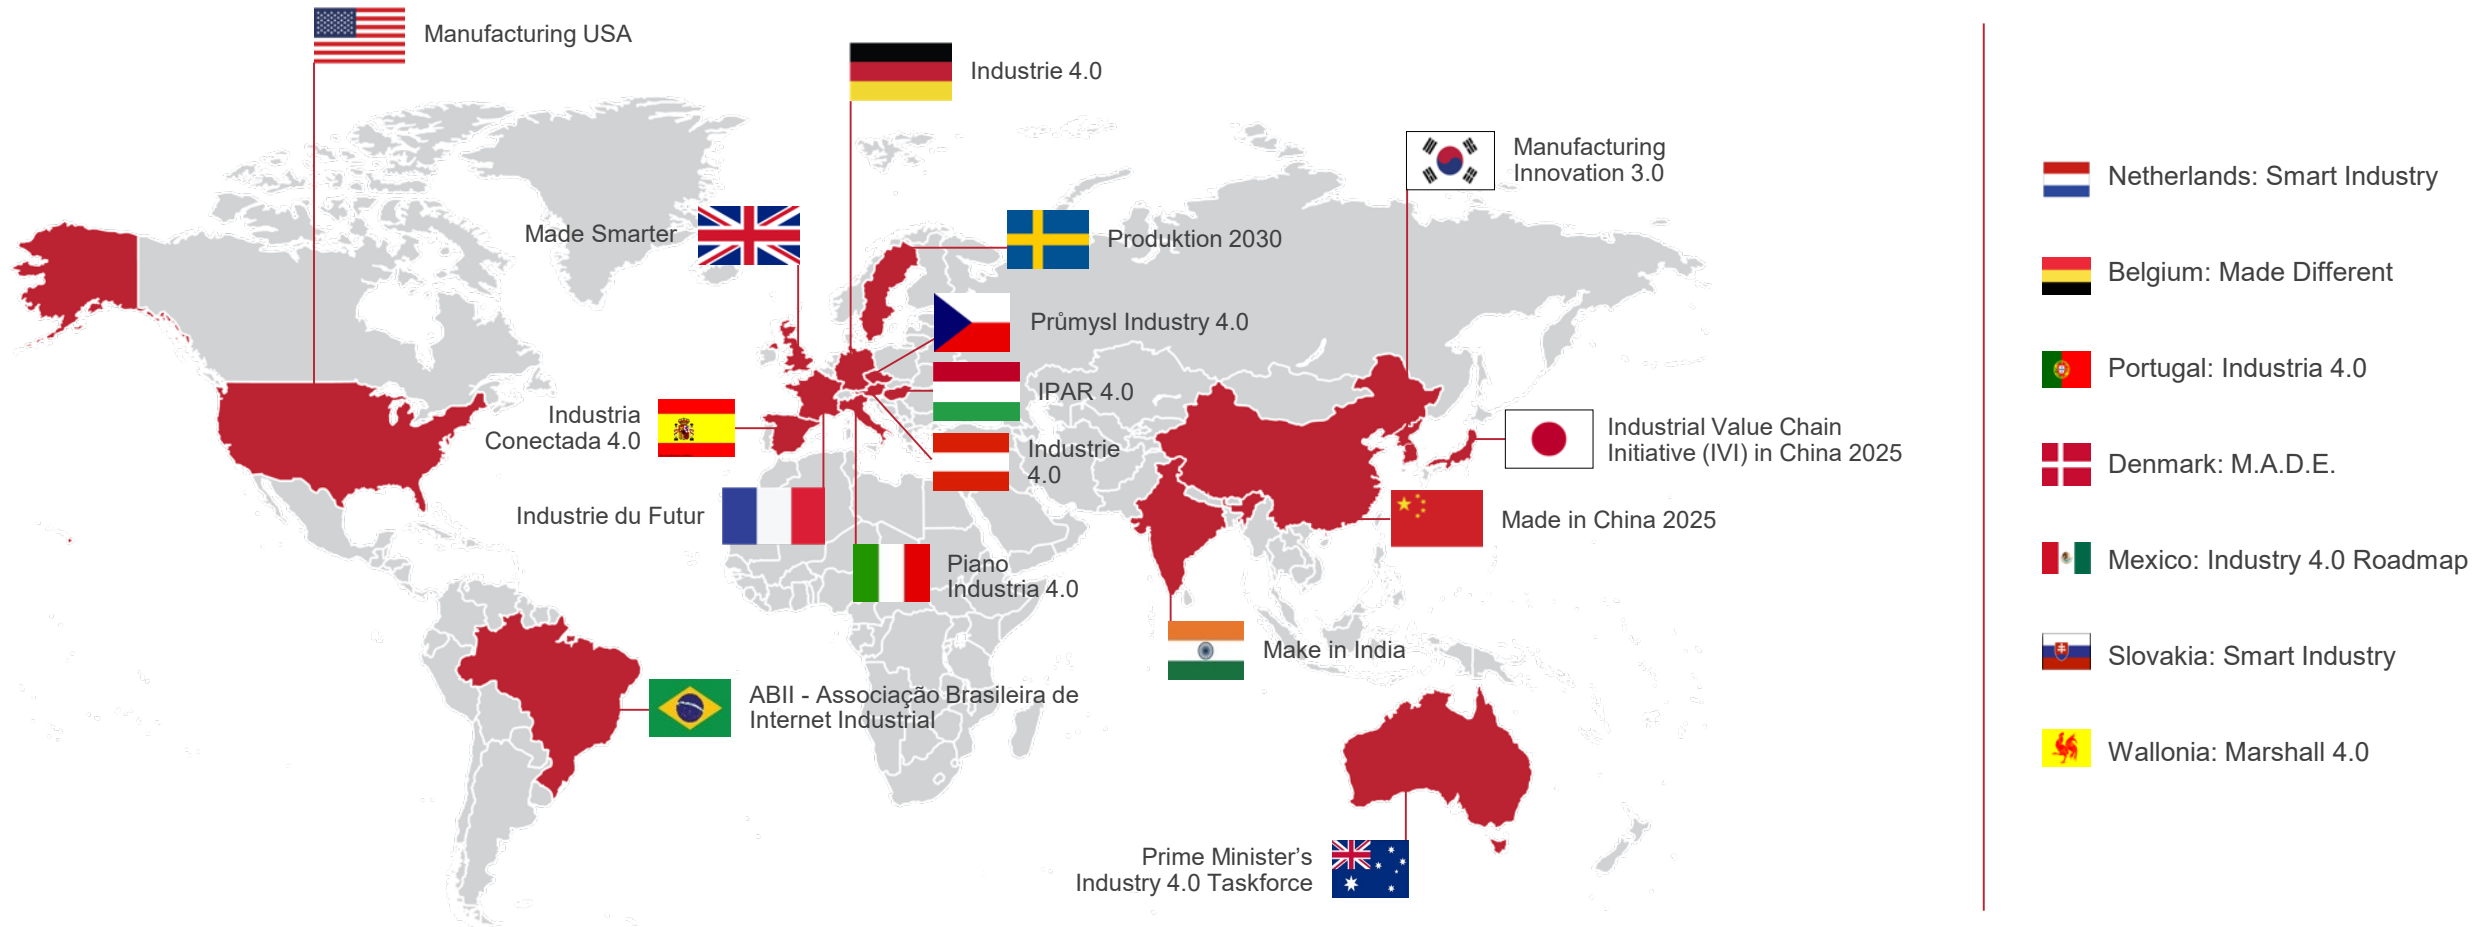 Manufacturing USA
Industrie 4.0
Manufacturing
Innovation 3.0
Made Smarter
Produktion 2030
Průmysl Industry 4.0
IPAR 4.0
Industria
Conectada 4.0
Industrie
4.0
Industrial Value Chain
Initiative (IVI) in China 2025
Industrie du Futur
Made in China 2025
Piano
Industria 4.0
Make in India
ABII - Associação Brasileira de
Internet Industrial
Prime Minister’s
Industry 4.0 Taskforce
Netherlands: Smart Industry
Belgium: Made Different
Portugal: Industria 4.0
Denmark: M.A.D.E.
Mexico: Industry 4.0 Roadmap
Slovakia: Smart Industry
Wallonia: Marshall 4.0